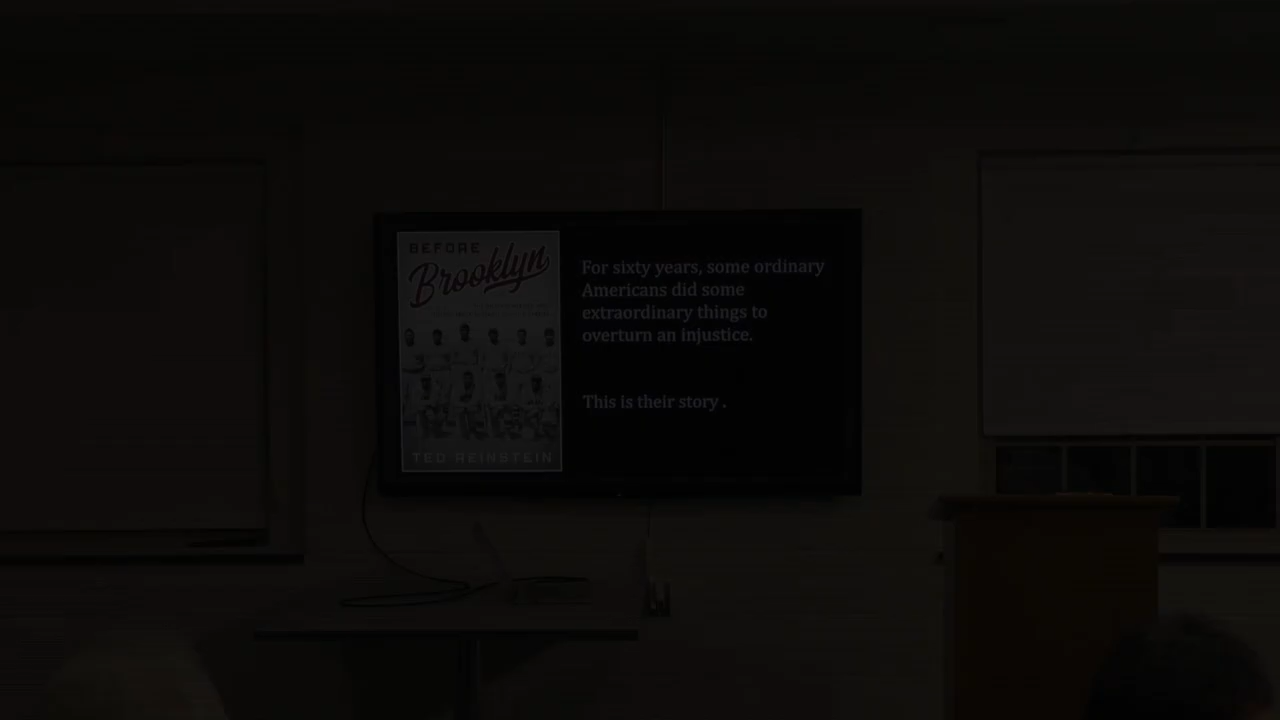 BEFORE
Brooklyn
TED REINSTEIN
For sixty years, some ordinary
Americans did some
extraordinary things to
overturn an injustice.
This is their story.